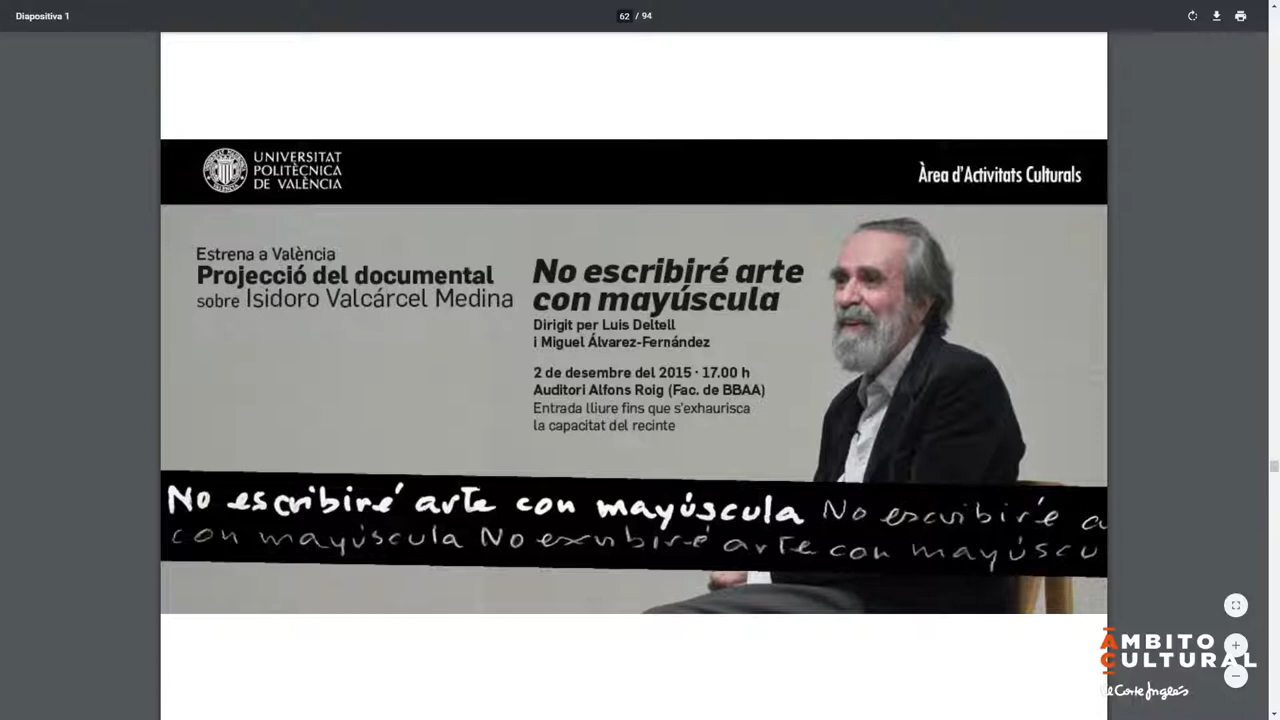 Diapositiva 1
62 / 94
UNIVERSITAT
POLITÈCNICA
DE VALÈNCIA
Àrea d'Activitats Culturals
Estrena a València
Projecció del documental
sobre Isidoro Valcárcel Medina
No escribiré arte
con mayúscula
Dirigit per Luis Deltell
i Miguel Álvarez-Fernández
2 de desembre del 2015 · 17.00 h
Auditori Alfons Roig (Fac. de BBAA)
Entrada lliure fins que s'exhaurisca
la capacitat del recinte
No escribiré arte con mayúscula No escribiré a
con mayúscula No escribiré arte con mayúscu
ÁMBITO
CULTURAL
El Corte Inglés